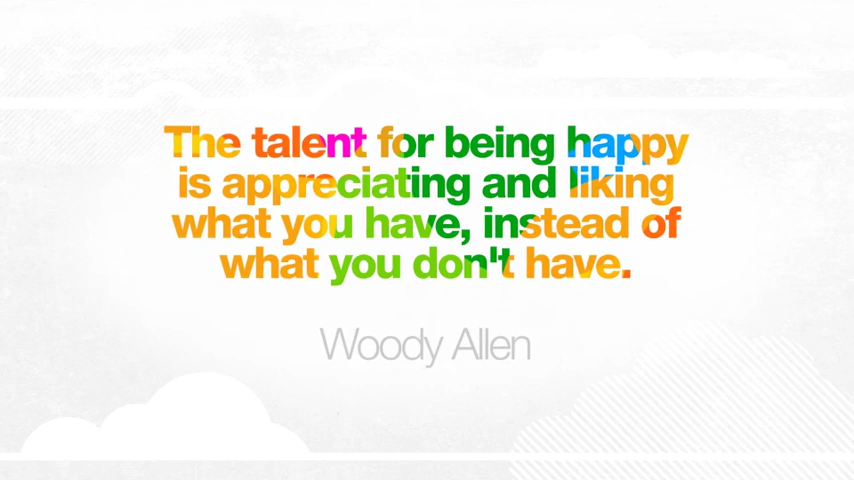 The talent for being happy
is appreciating and liking
what you have, instead of
what you don't have.
Woody Allen